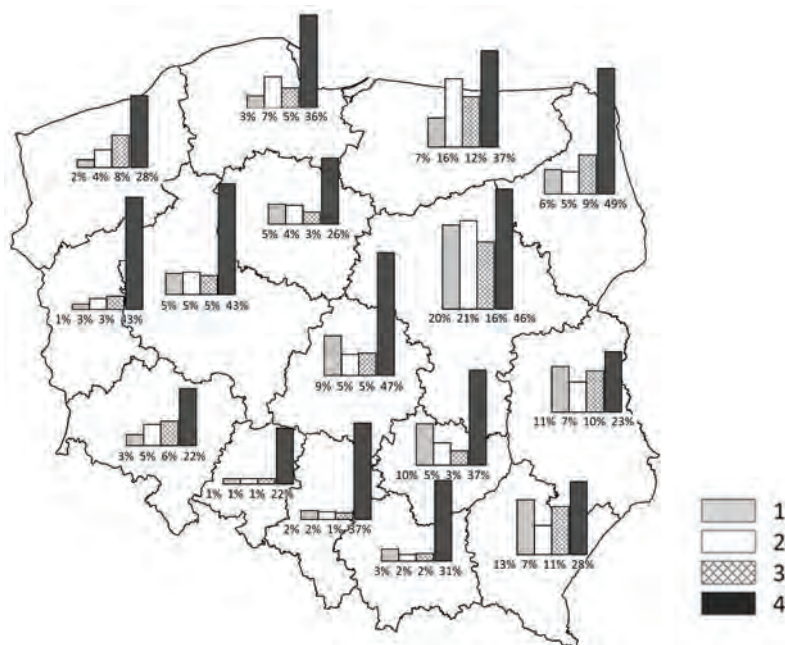 3% 7% 5% 36%
7% 16% 12% 37%
2% 4% 8% 28%
6% 5% 9% 49%
5% 4% 3% 26%
5% 5% 5% 43%
1% 3% 3% 43%
20% 21% 16% 46%
9% 5% 5% 47%
11% 7% 10% 23%
3% 5% 6% 22%
10% 5% 3% 37%
1% 1% 1% 22%
2% 2% 1% 37%
3% 2% 2% 31%
13% 7% 11% 28%
1
2
3
4